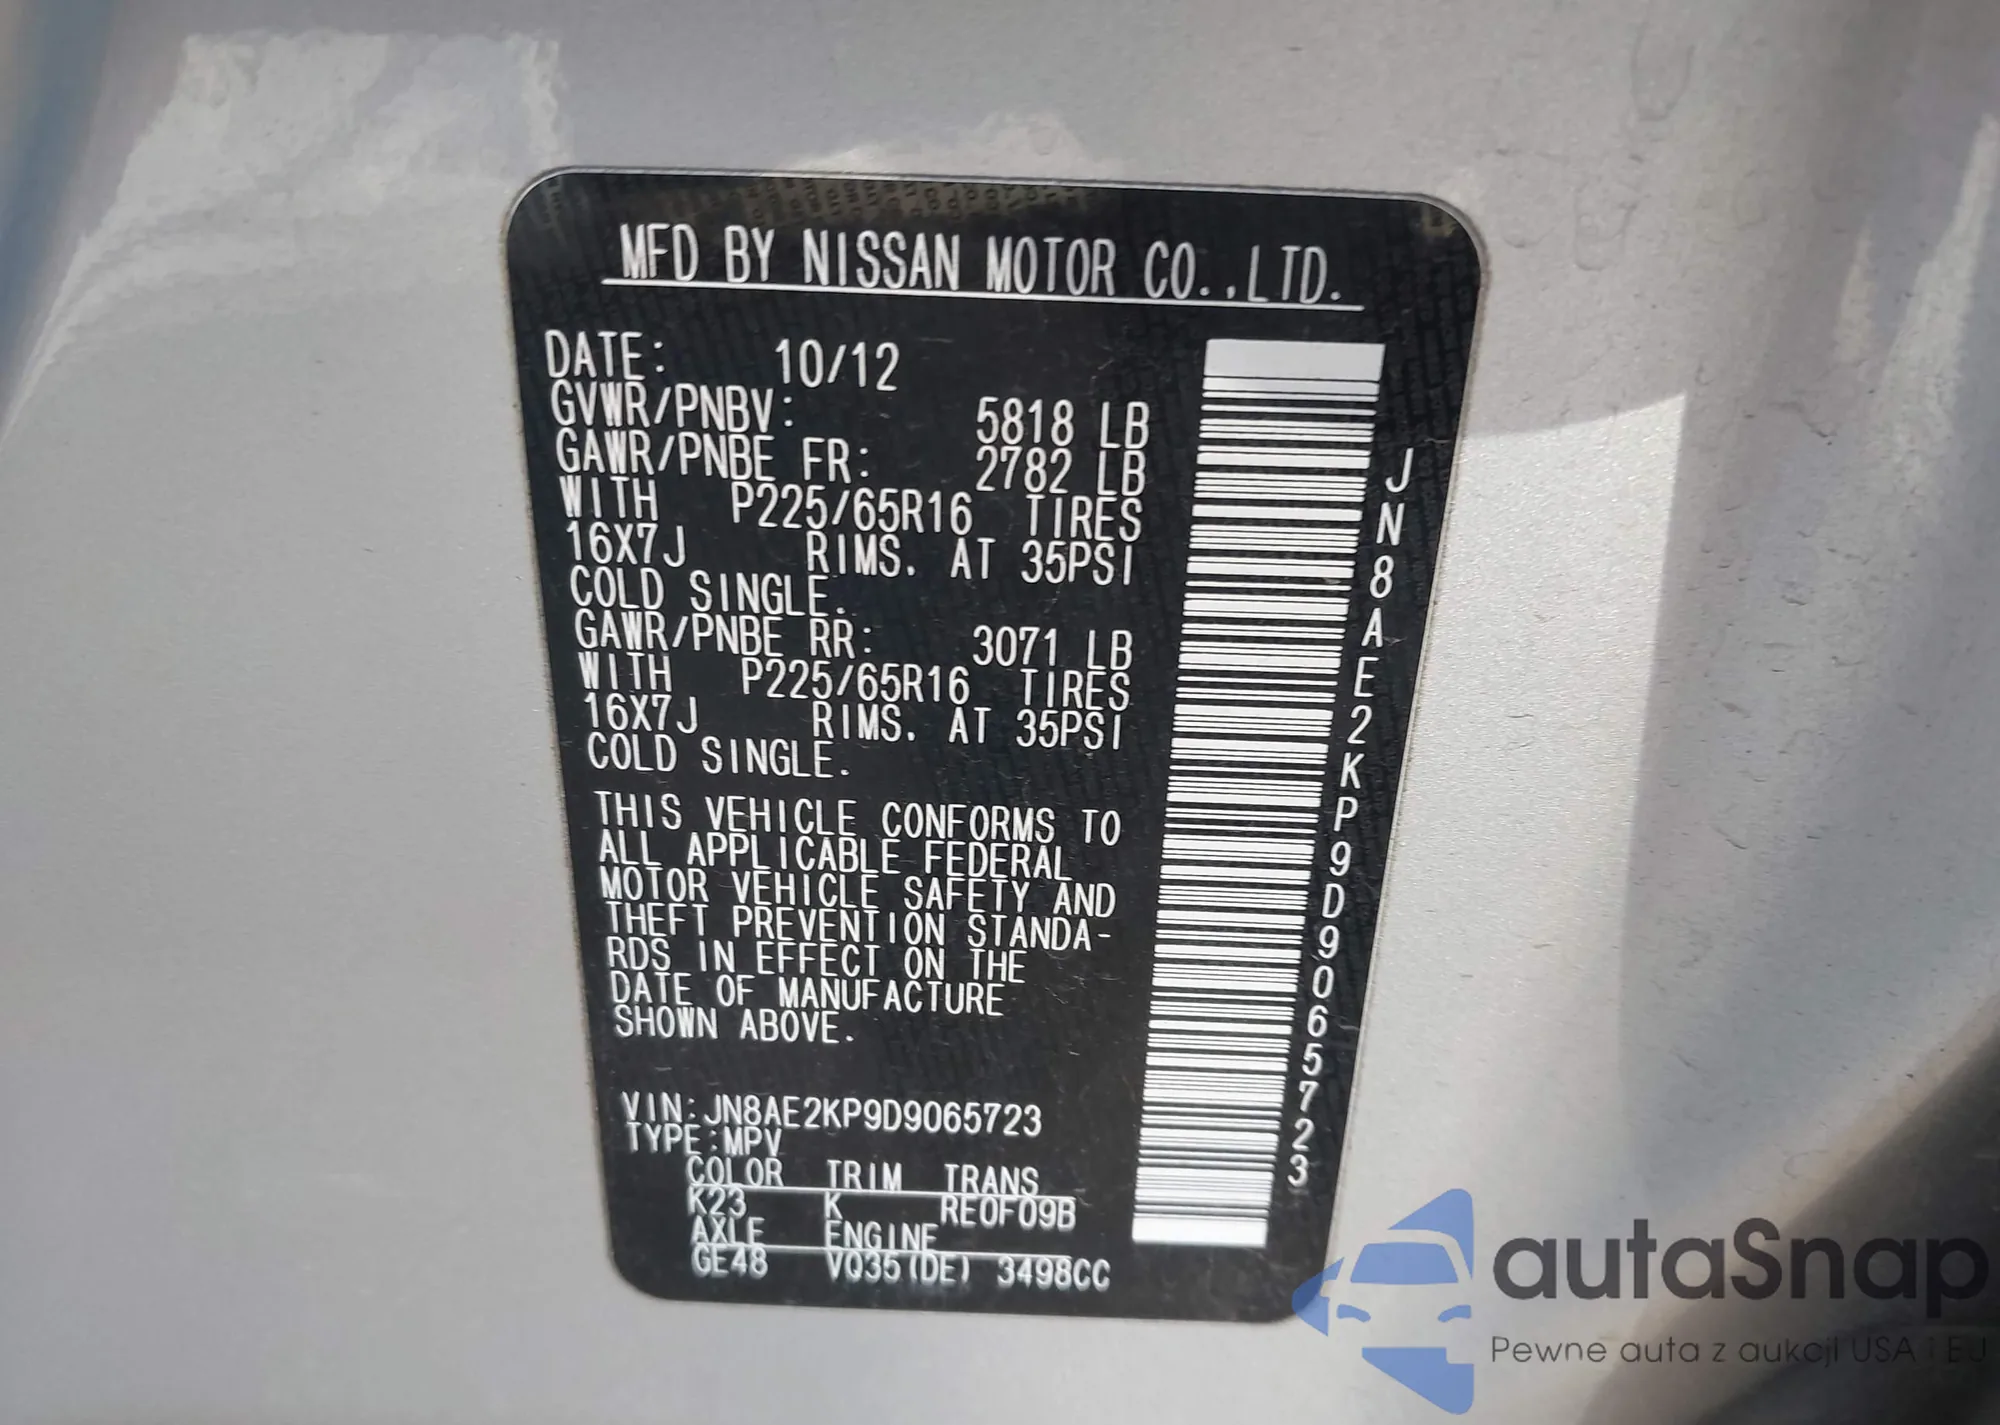 MFD BY NISSAN MOTOR CO.,LTD.
DATE: 10/12
GVWR/PNBV: 5818 LB
GAWR/PNBE FR: 2782 LB
WITH P225/65R16 TIRES
16X7J RIMS. AT 35PSI
COLD SINGLE.
GAWR/PNBE RR: 3071 LB
WITH P225/65R16 TIRES
16X7J RIMS. AT 35PSI
COLD SINGLE.
THIS VEHICLE CONFORMS TO
ALL APPLICABLE FEDERAL
MOTOR VEHICLE SAFETY AND
THEFT PREVENTION STANDA-
RDS IN EFFECT ON THE
DATE OF MANUFACTURE
SHOWN ABOVE.
VIN:JN8AE2KP9D9065723
TYPE:MPV
COLOR TRIM TRANS
K23 K RE0F09B
AXLE ENGINE
GE48 VQ35(DE) 3498CC
JN8AE2KP9D9065723
autoSnap
Pewne auta z aukcji USA i EU